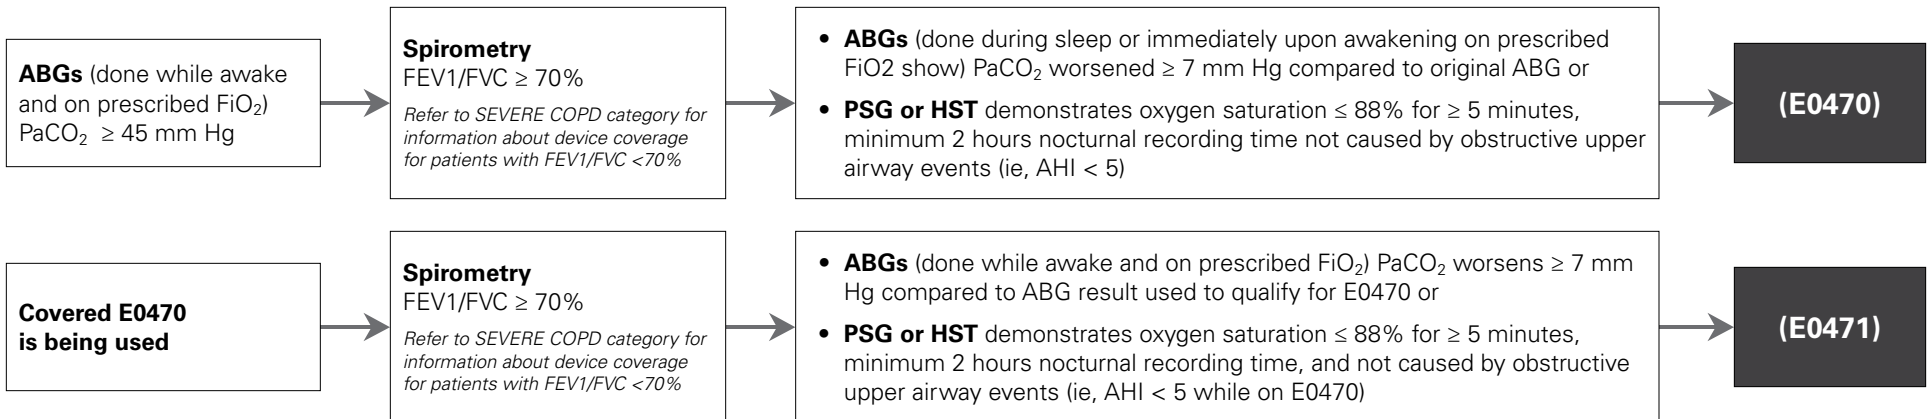 ABGs (done while awake
and on prescribed FiO₂)
PaCO₂ ≥ 45 mm Hg
Spirometry
FEV1/FVC ≥ 70%
Refer to SEVERE COPD category for
information about device coverage
for patients with FEV1/FVC <70%
• ABGs (done during sleep or immediately upon awakening on prescribed
FiO2 show) PaCO₂ worsened ≥ 7 mm Hg compared to original ABG or
• PSG or HST demonstrates oxygen saturation ≤ 88% for ≥ 5 minutes,
minimum 2 hours nocturnal recording time not caused by obstructive upper
airway events (ie, AHI < 5)
(E0470)
Covered E0470
is being used
Spirometry
FEV1/FVC ≥ 70%
Refer to SEVERE COPD category for
information about device coverage
for patients with FEV1/FVC <70%
• ABGs (done while awake and on prescribed FiO₂) PaCO₂ worsens ≥ 7 mm
Hg compared to ABG result used to qualify for E0470 or
• PSG or HST demonstrates oxygen saturation ≤ 88% for ≥ 5 minutes,
minimum 2 hours nocturnal recording time, and not caused by obstructive
upper airway events (ie, AHI < 5 while on E0470)
(E0471)